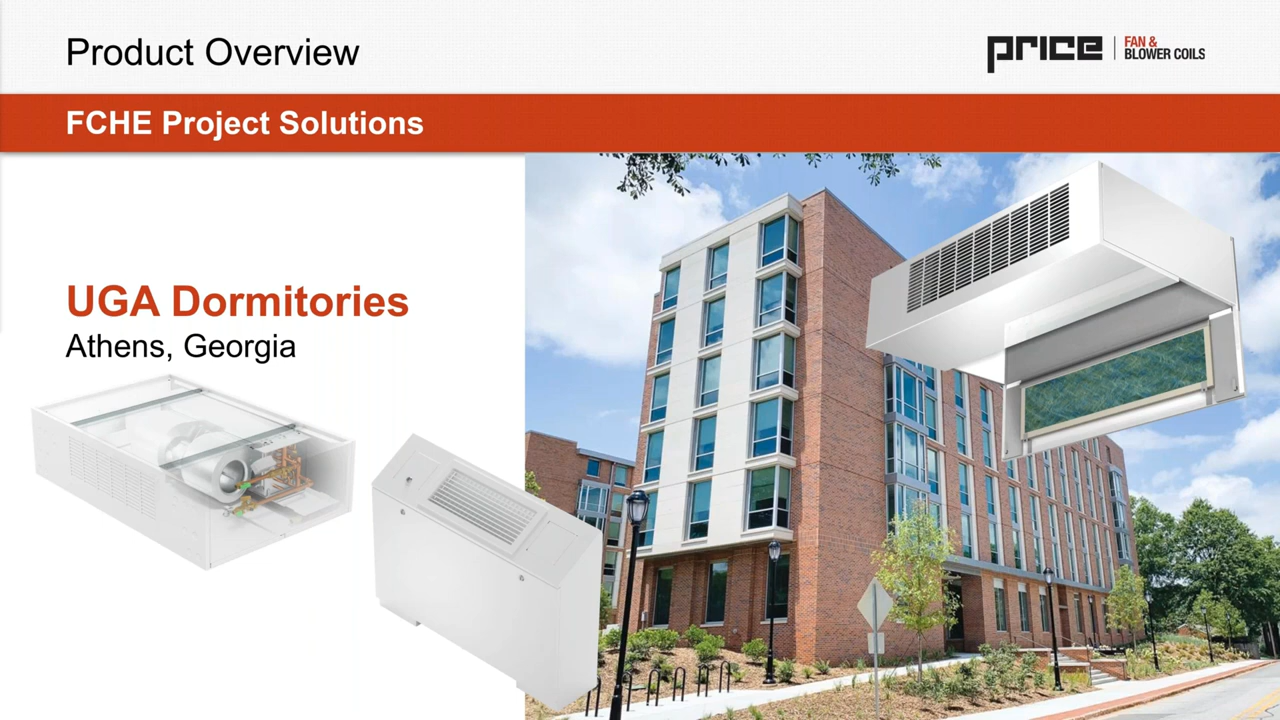 Product Overview
price | FAN &
BLOWER COILS
FCHE Project Solutions
UGA Dormitories
Athens, Georgia